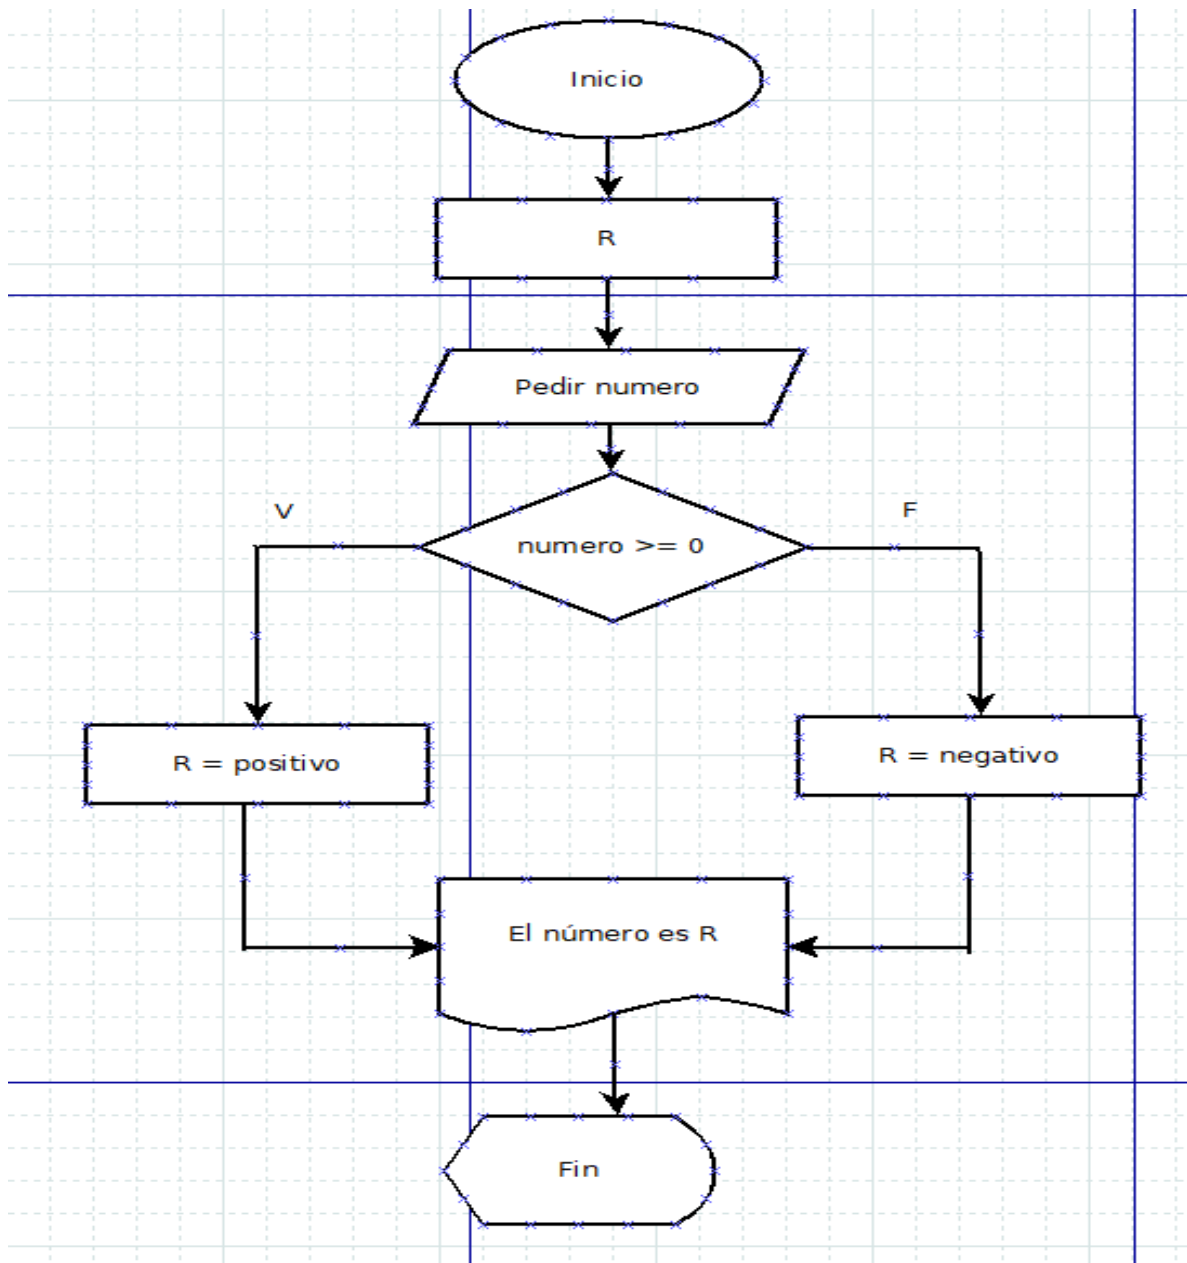 Inicio
R
Pedir numero
numero >= 0
V
F
R = positivo
R = negativo
El número es R
Fin